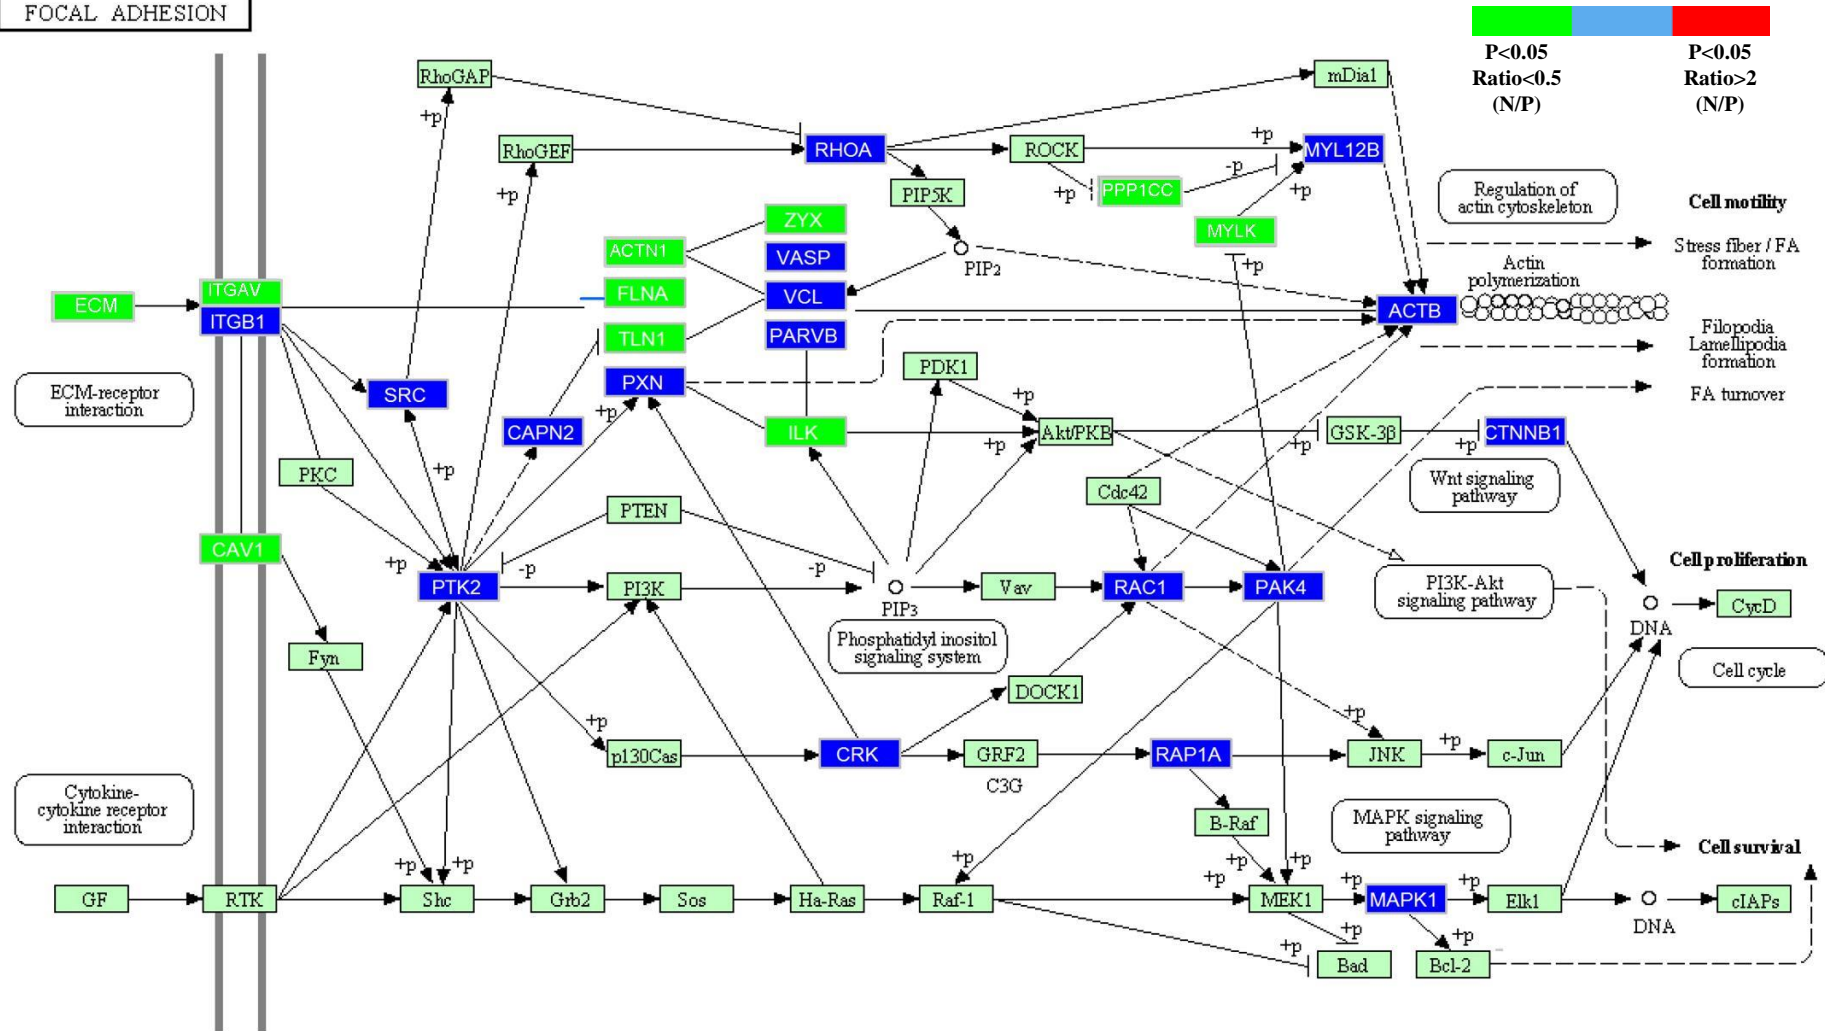 FOCAL ADHESION
P<0.05
Ratio<0.5
(N/P)
P<0.05
Ratio>2
(N/P)
RhoGAP
mDia1
+p
RhoGEF
RHOA
ROCK
+p
MYL12B
-p
+p
PIP5K
+p
PPP1CC
+p
Regulation of
actin cytoskeleton
Cell motility
ZYX
MYLK
ACTN1
VASP
PIP2
+p
Stress fiber / FA
formation
Actin
polymerization
ECM
ITGAV
ITGB1
FLNA
VCL
ACTB
TLN1
PARVB
Filopodia
Lamellipodia
formation
ECM-receptor
interaction
SRC
PXN
PDK1
+p
FA turnover
+p
CAPN2
ILK
+p
Akt/PKB
+p
GSK-3β
+p
CTNNB1
PKC
+p
Cdc42
Wnt signaling
pathway
PTEN
CAV1
+p
PTK2
-p
PI3K
-p
PIP3
Vav
RAC1
PAK4
PI3K-Akt
signaling pathway
Cell proliferation
CycD
DNA
Fyn
Phosphatidyl inositol
signaling system
Cell cycle
DOCK1
+p
+p
p130Cas
CRK
GRF2
C3G
RAP1A
JNK
+p
c-Jun
Cytokine-
cytokine receptor
interaction
B-Raf
MAPK signaling
pathway
Cell survival
+p
+p
+p
+p
+p
+p
+p
+p
GF
RTK
Shc
Grb2
Sos
Ha-Ras
Raf-1
MEK1
MAPK1
Elk1
DNA
cIAPs
+p
+p
+p
Bad
Bcl-2